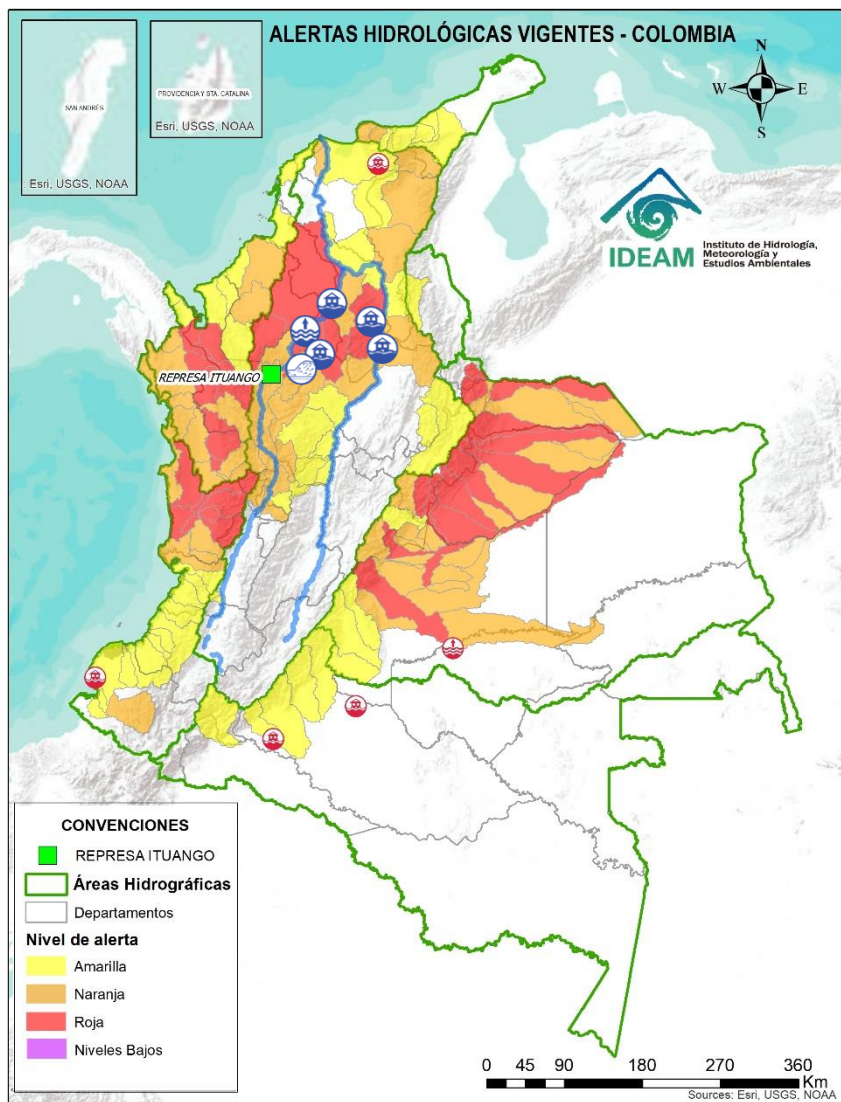 ALERTAS HIDROLÓGICAS VIGENTES - COLOMBIA
SAN ANDRÉS
Esri, USGS, NOAA
PROVIDENCIA Y STA. CATALINA
Esri, USGS, NOAA
N
W
E
S
IDEAM
Instituto de Hidrología,
Meteorología y
Estudios Ambientales
REPRESA ITUANGO
CONVENCIONES
REPRESA ITUANGO
Áreas Hidrográficas
Departamentos
Nivel de alerta
Amarilla
Naranja
Roja
Niveles Bajos
0 45 90 180 270 360
Km
Sources: Esri, USGS, NOAA